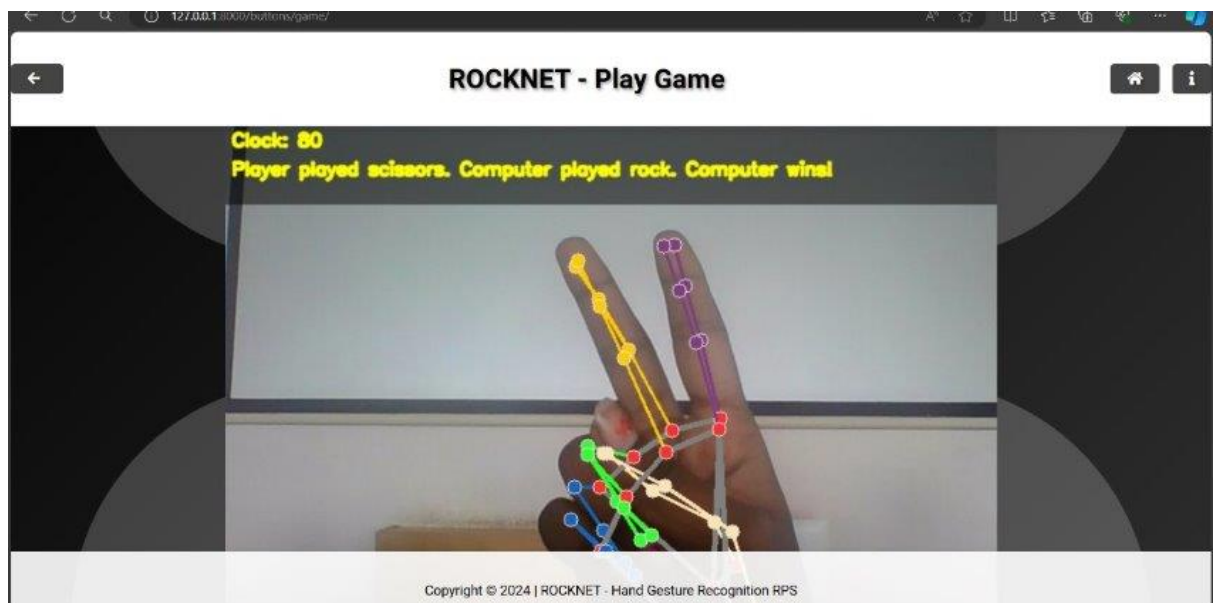 127.0.0.1:8000/buttons/game/
ROCKNET - Play Game
Clock: 80
Player played scissors. Computer played rock. Computer wins!
Copyright © 2024 | ROCKNET - Hand Gesture Recognition RPS